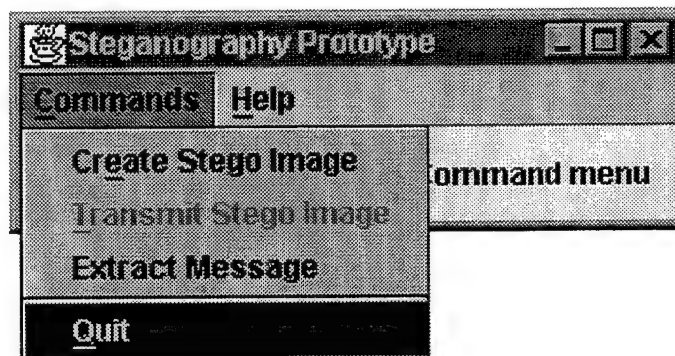 Steganography Prototype
Commands Help
Create Stego Image
ommand menu
Transmit Stego Image
Extract Message
Quit